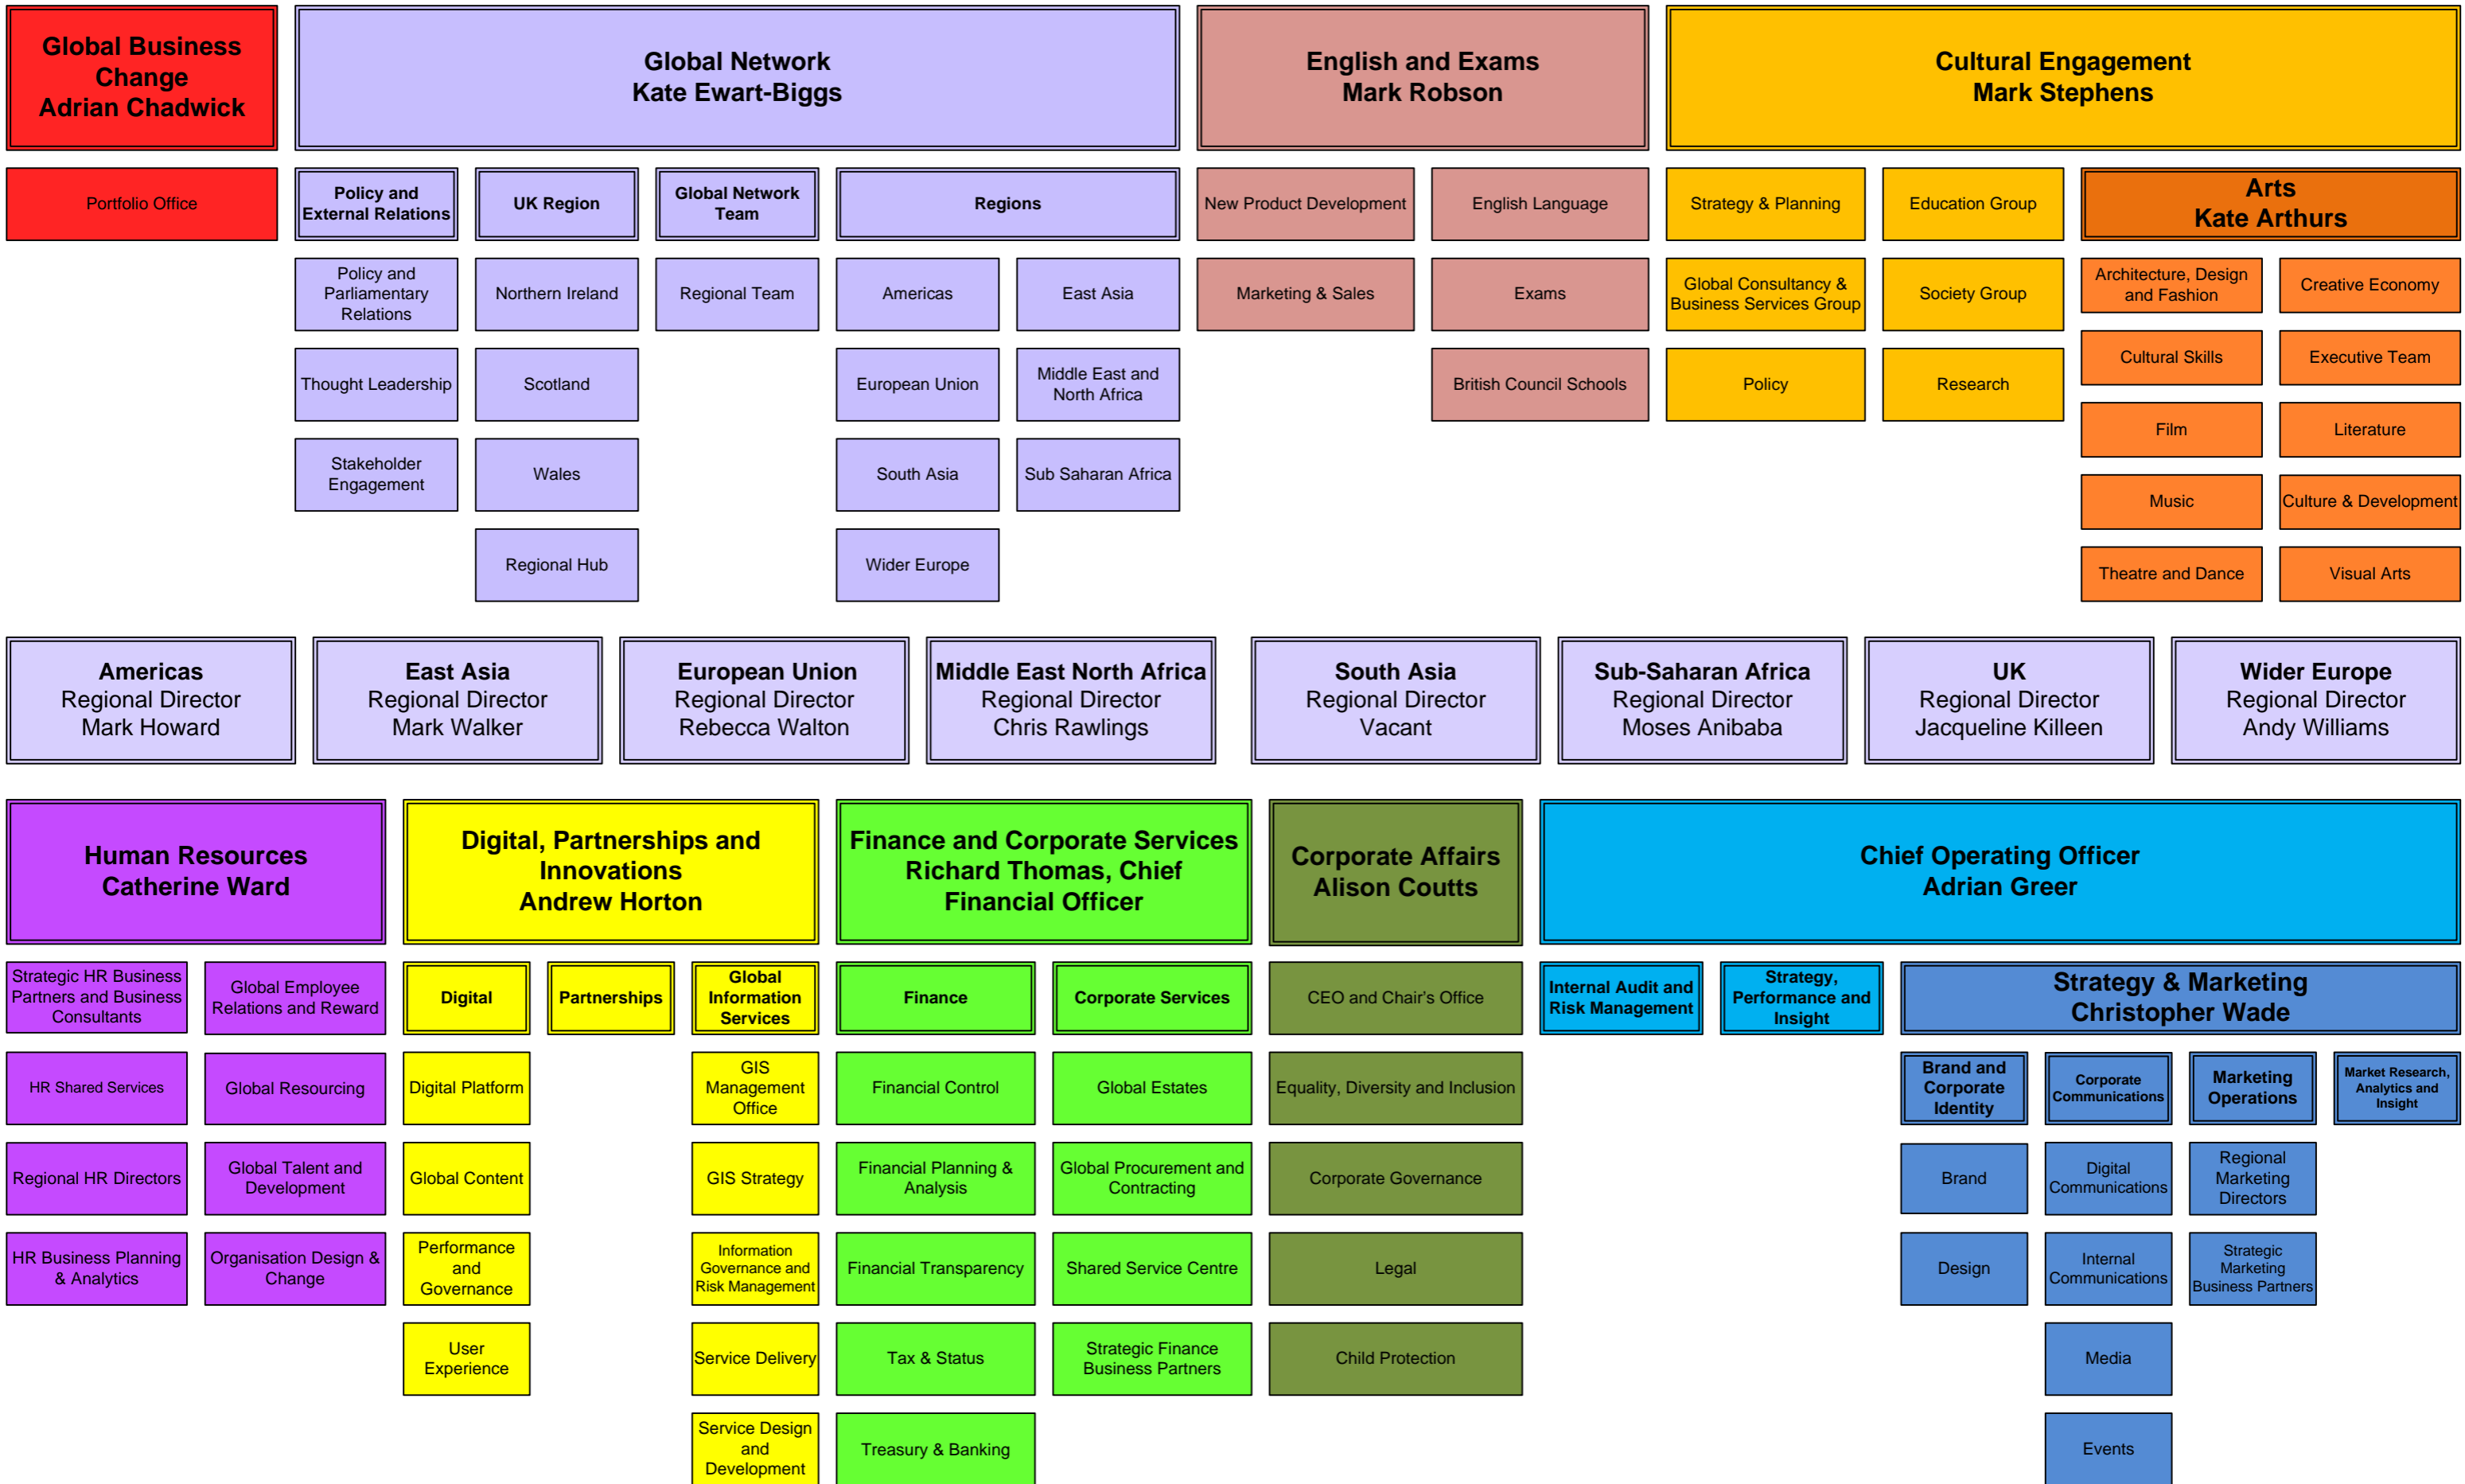 Global Business
Change
Adrian Chadwick
Global Network
Kate Ewart-Biggs
English and Exams
Mark Robson
Cultural Engagement
Mark Stephens
Portfolio Office
Policy and
External Relations
UK Region
Global Network
Team
Regions
New Product Development
English Language
Strategy & Planning
Education Group
Arts
Kate Arthurs
Policy and
Parliamentary
Relations
Northern Ireland
Regional Team
Americas
East Asia
Marketing & Sales
Exams
Global Consultancy &
Business Services Group
Society Group
Architecture, Design
and Fashion
Creative Economy
Thought Leadership
Scotland
European Union
Middle East and
North Africa
British Council Schools
Policy
Research
Cultural Skills
Executive Team
Film
Literature
Stakeholder
Engagement
Wales
South Asia
Sub Saharan Africa
Music
Culture & Development
Regional Hub
Wider Europe
Theatre and Dance
Visual Arts
Americas
Regional Director
Mark Howard
East Asia
Regional Director
Mark Walker
European Union
Regional Director
Rebecca Walton
Middle East North Africa
Regional Director
Chris Rawlings
South Asia
Regional Director
Vacant
Sub-Saharan Africa
Regional Director
Moses Anibaba
UK
Regional Director
Jacqueline Killeen
Wider Europe
Regional Director
Andy Williams
Human Resources
Catherine Ward
Digital, Partnerships and
Innovations
Andrew Horton
Finance and Corporate Services
Richard Thomas, Chief
Financial Officer
Corporate Affairs
Alison Coutts
Chief Operating Officer
Adrian Greer
Strategic HR Business
Partners and Business
Consultants
Global Employee
Relations and Reward
Digital
Partnerships
Global
Information
Services
Finance
Corporate Services
CEO and Chair's Office
Internal Audit and
Risk Management
Strategy,
Performance and
Insight
Strategy & Marketing
Christopher Wade
HR Shared Services
Global Resourcing
Digital Platform
GIS
Management
Office
Financial Control
Global Estates
Equality, Diversity and Inclusion
Brand and
Corporate
Identity
Corporate
Communications
Marketing
Operations
Market Research,
Analytics and
Insight
Regional HR Directors
Global Talent and
Development
Global Content
GIS Strategy
Financial Planning &
Analysis
Global Procurement and
Contracting
Corporate Governance
Brand
Digital
Communications
Regional
Marketing
Directors
HR Business Planning
& Analytics
Organisation Design &
Change
Performance
and
Governance
Information
Governance and
Risk Management
Financial Transparency
Shared Service Centre
Legal
Design
Internal
Communications
Strategic
Marketing
Business Partners
User
Experience
Service Delivery
Tax & Status
Strategic Finance
Business Partners
Child Protection
Media
Service Design
and
Development
Treasury & Banking
Events